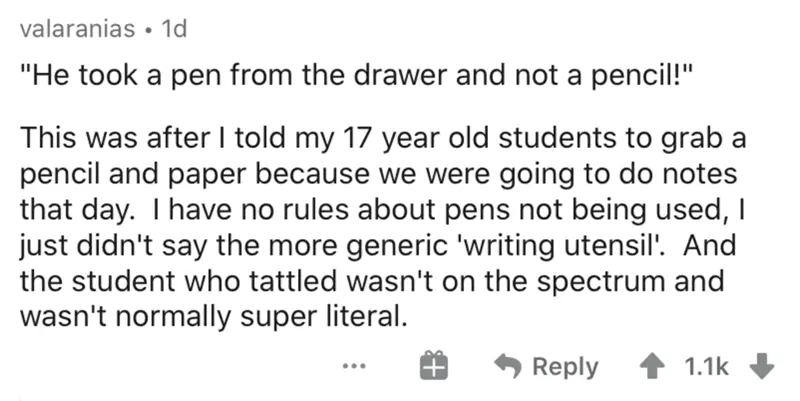 valaranias • 1d
"He took a pen from the drawer and not a pencil!"
This was after I told my 17 year old students to grab a
pencil and paper because we were going to do notes
that day.  I have no rules about pens not being used, I
just didn't say the more generic 'writing utensil'.  And
the student who tattled wasn't on the spectrum and
wasn't normally super literal.
... Reply 1.1k